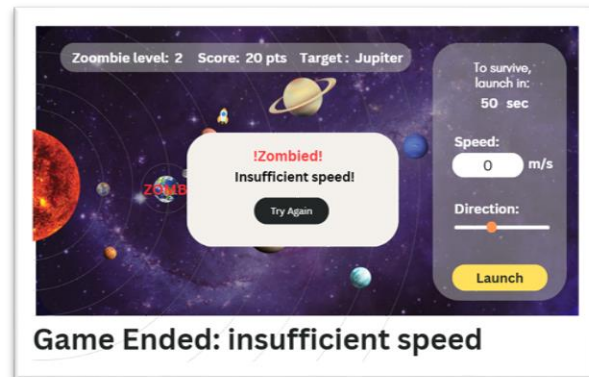 Zoombie level: 2 Score: 20 pts Target : Jupiter
To survive,
launch in:
50 sec
!Zombied!
Insufficient speed!
Try Again
ZOMB
Speed:
0 m/s
Direction:
Launch
Game Ended: insufficient speed